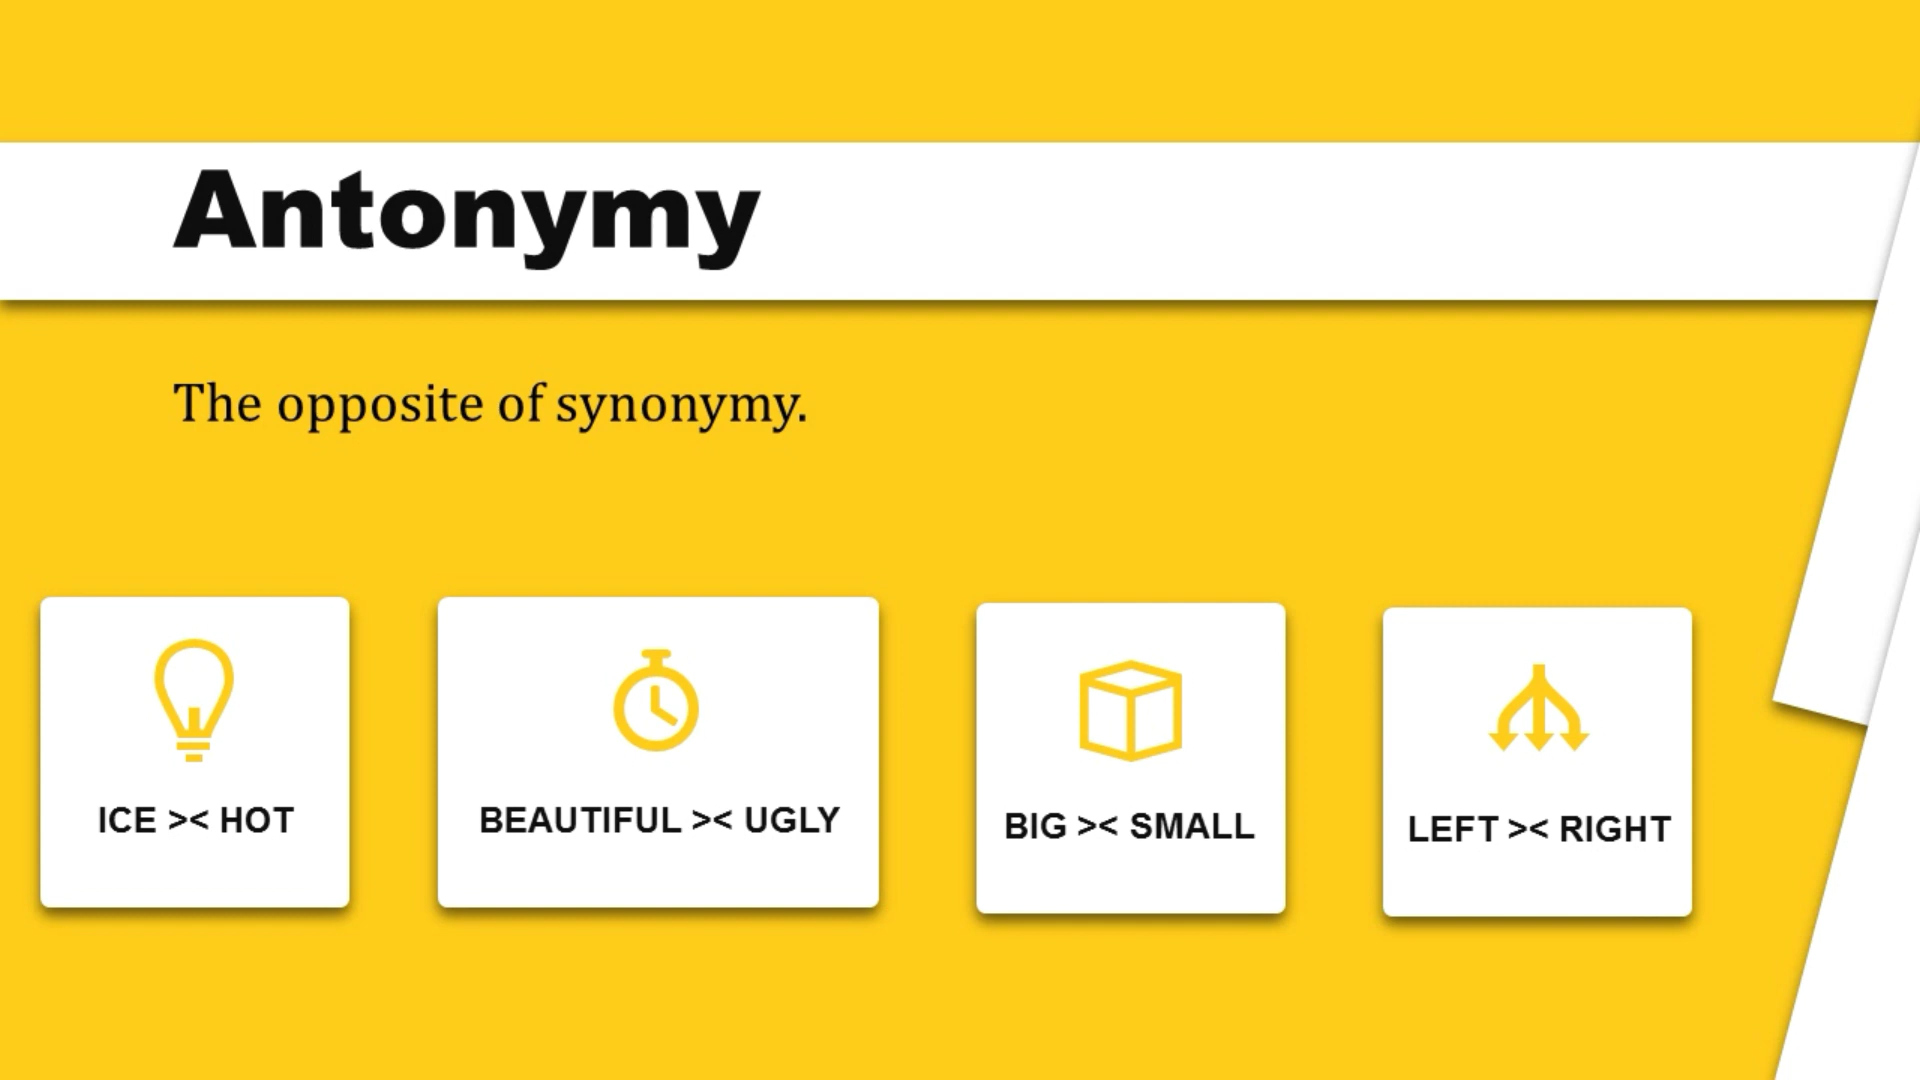 Antonymy
The opposite of synonymy.
ICE >< HOT
BEAUTIFUL >< UGLY
BIG >< SMALL
LEFT >< RIGHT